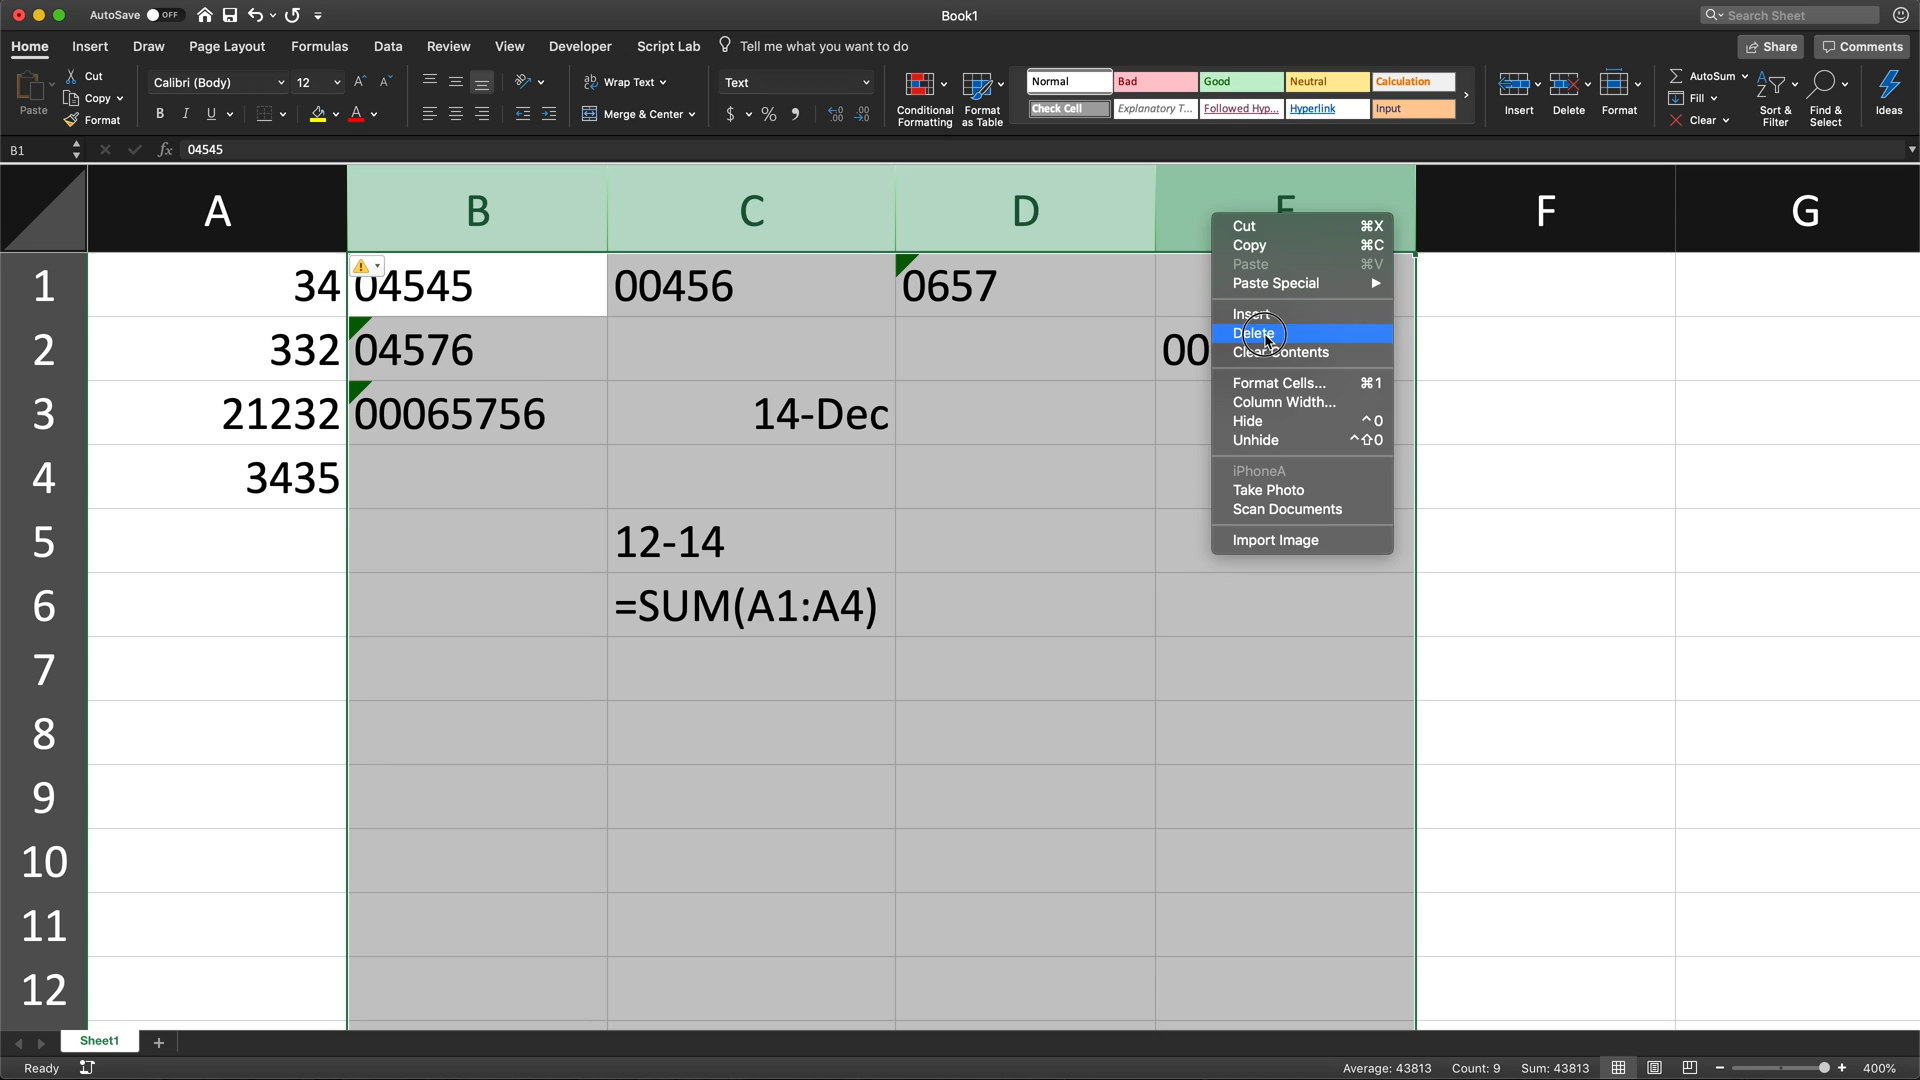 AutoSave OFF Book1 Search Sheet
Home Insert Draw Page Layout Formulas Data Review View Developer Script Lab Tell me what you want to do Share Comments
Paste Cut Copy Format
Calibri (Body) 12
B I U
Wrap Text
Merge & Center
Text
$ %
Conditional Formatting
Format as Table
Normal Bad Good Neutral Calculation
Check Cell Explanatory T... Followed Hyp... Hyperlink Input
Insert Delete Format
AutoSum
Fill
Clear
Sort & Filter
Find & Select
Ideas
B1 fx 04545
A B C D F G
1 34 04545 00456 0657
2 332 04576 00
3 21232 00065756 14-Dec
4 3435
5 12-14
6 =SUM(A1:A4)
7
8
9
10
11
12
Cut ⌘X
Copy ⌘C
Paste ⌘V
Paste Special
Insert
Delete
Clear Contents
Format Cells... ⌘1
Column Width...
Hide ^0
Unhide ^⇧0
iPhoneA
Take Photo
Scan Documents
Import Image
Sheet1 +
Ready Average: 43813 Count: 9 Sum: 43813 − + 400%